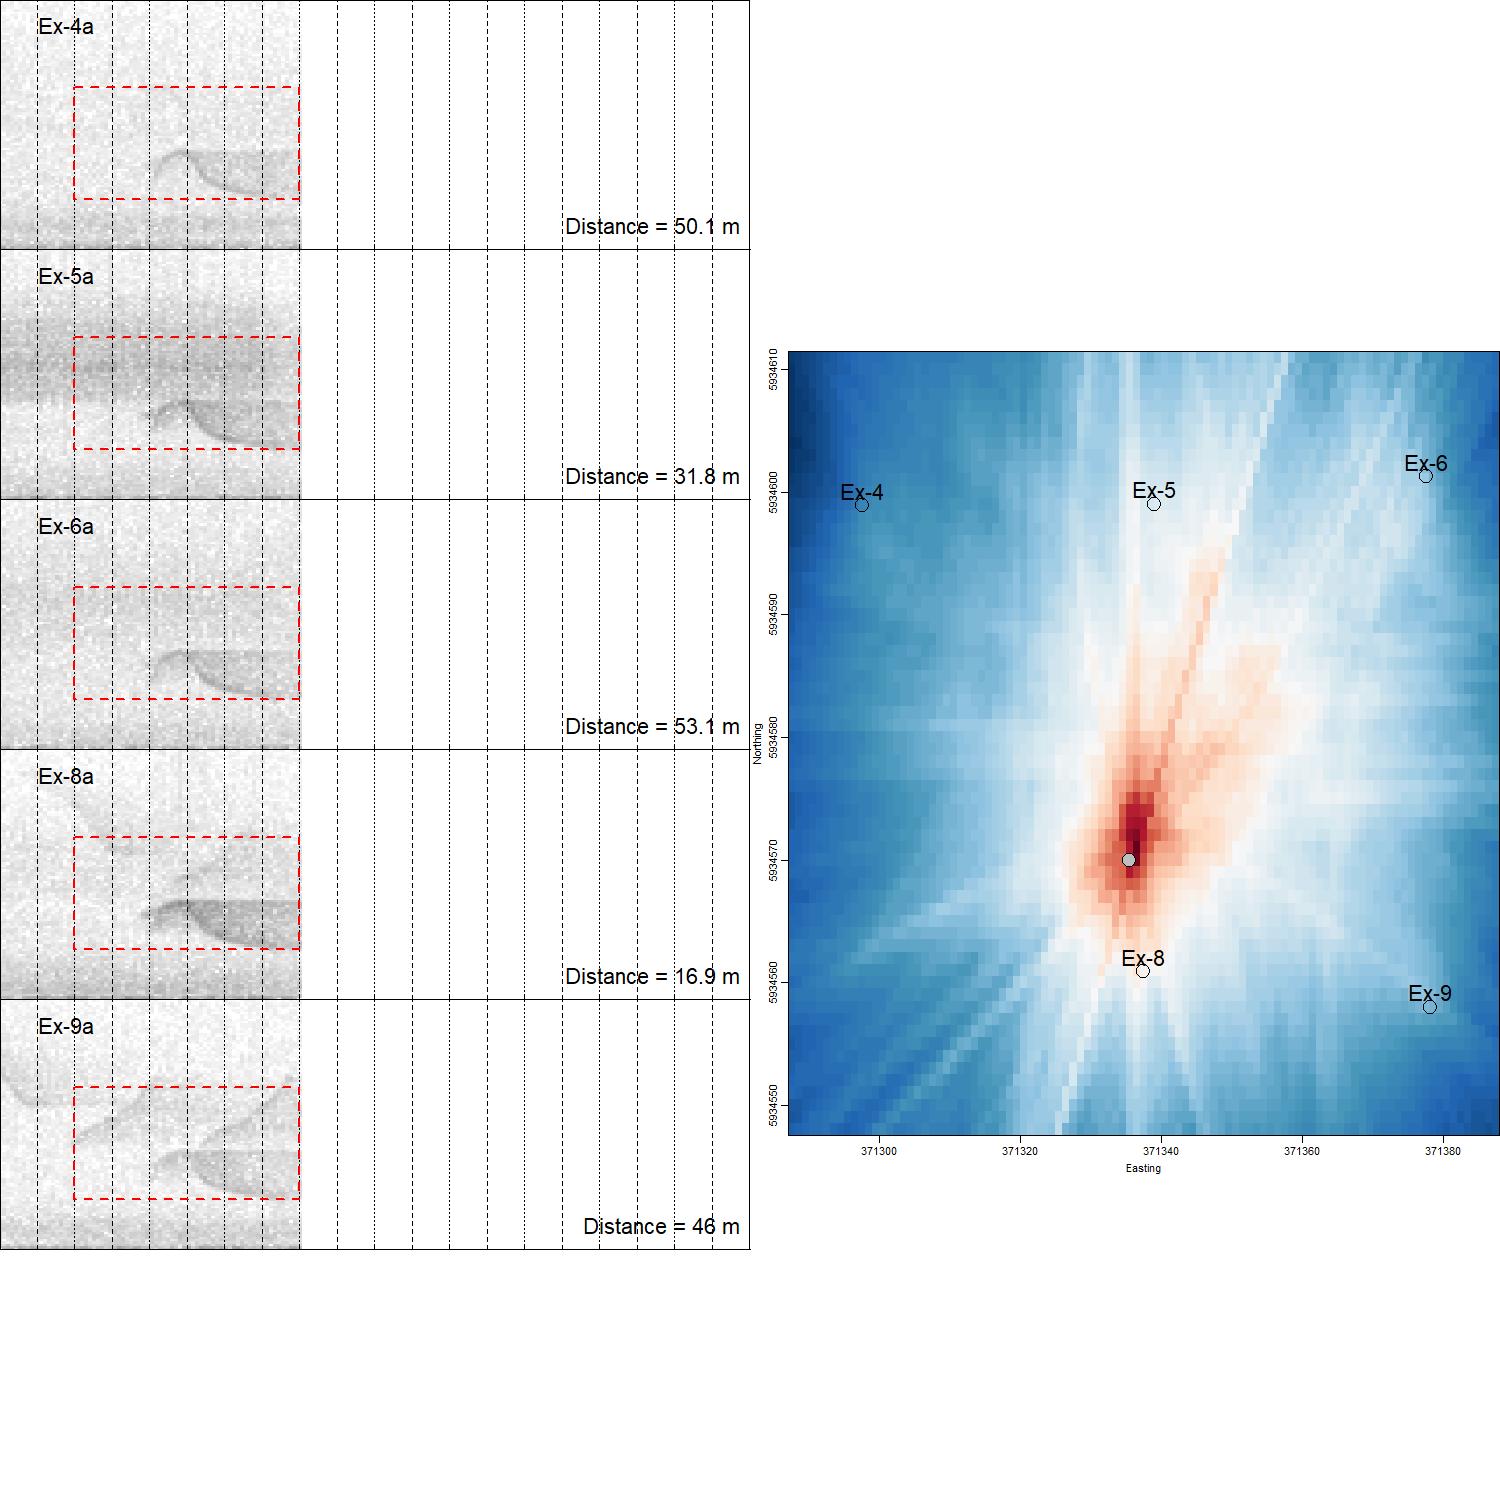 Ex-4a
Distance = 50.1 m
Ex-5a
Distance = 31.8 m
Ex-6a
Distance = 53.1 m
Ex-8a
Distance = 16.9 m
Ex-9a
Distance = 46 m
5934610
5934600
5934590
5934580
5934570
5934560
5934550
Northing
Ex-4
Ex-5
Ex-6
Ex-8
Ex-9
371300 371320 371340 371360 371380
Easting